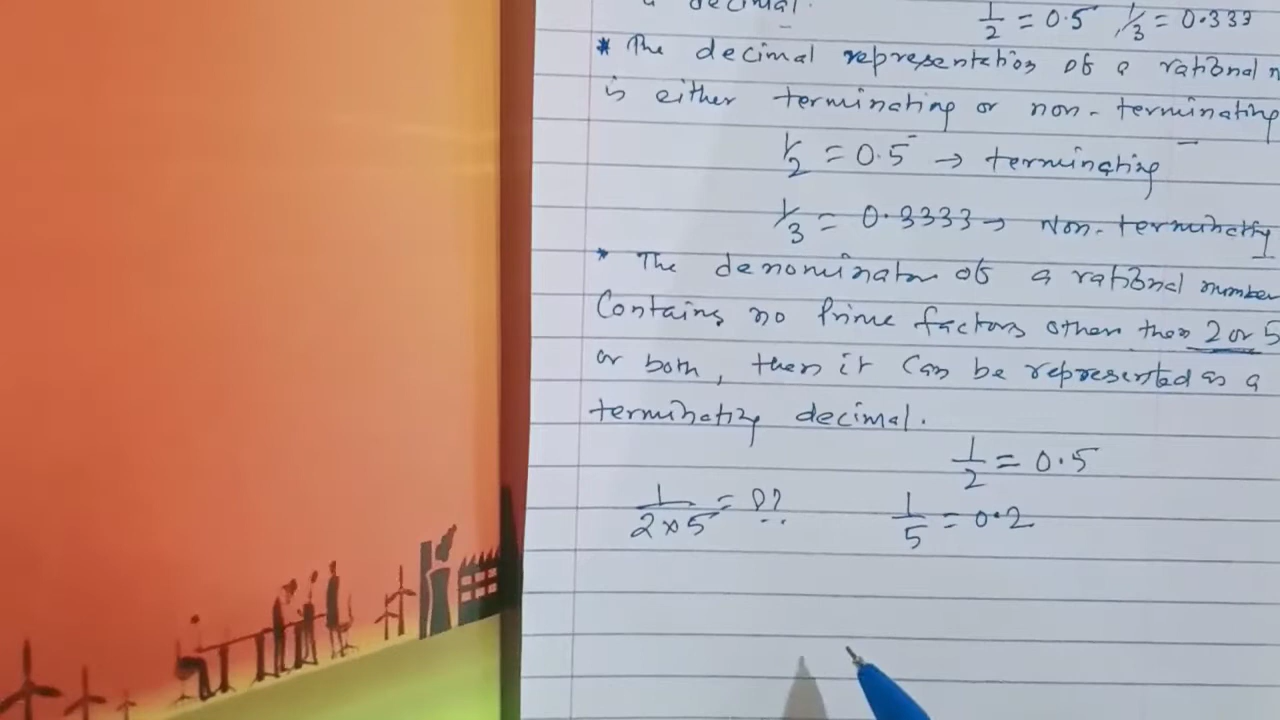 a decimal.
1/2 = 0.5 , 1/3 = 0.333
* The decimal representation of a rational n
is either terminating or non-terminating
1/2 = 0.5 → terminating
1/3 = 0.3333 → Non-terminating
* The denominator of a rational number
Contains no Prime factors other than 2 or 5
or both, then it can be represented as a
terminating decimal.
1/2 = 0.5
1/2×5 = ?? 1/5 = 0.2